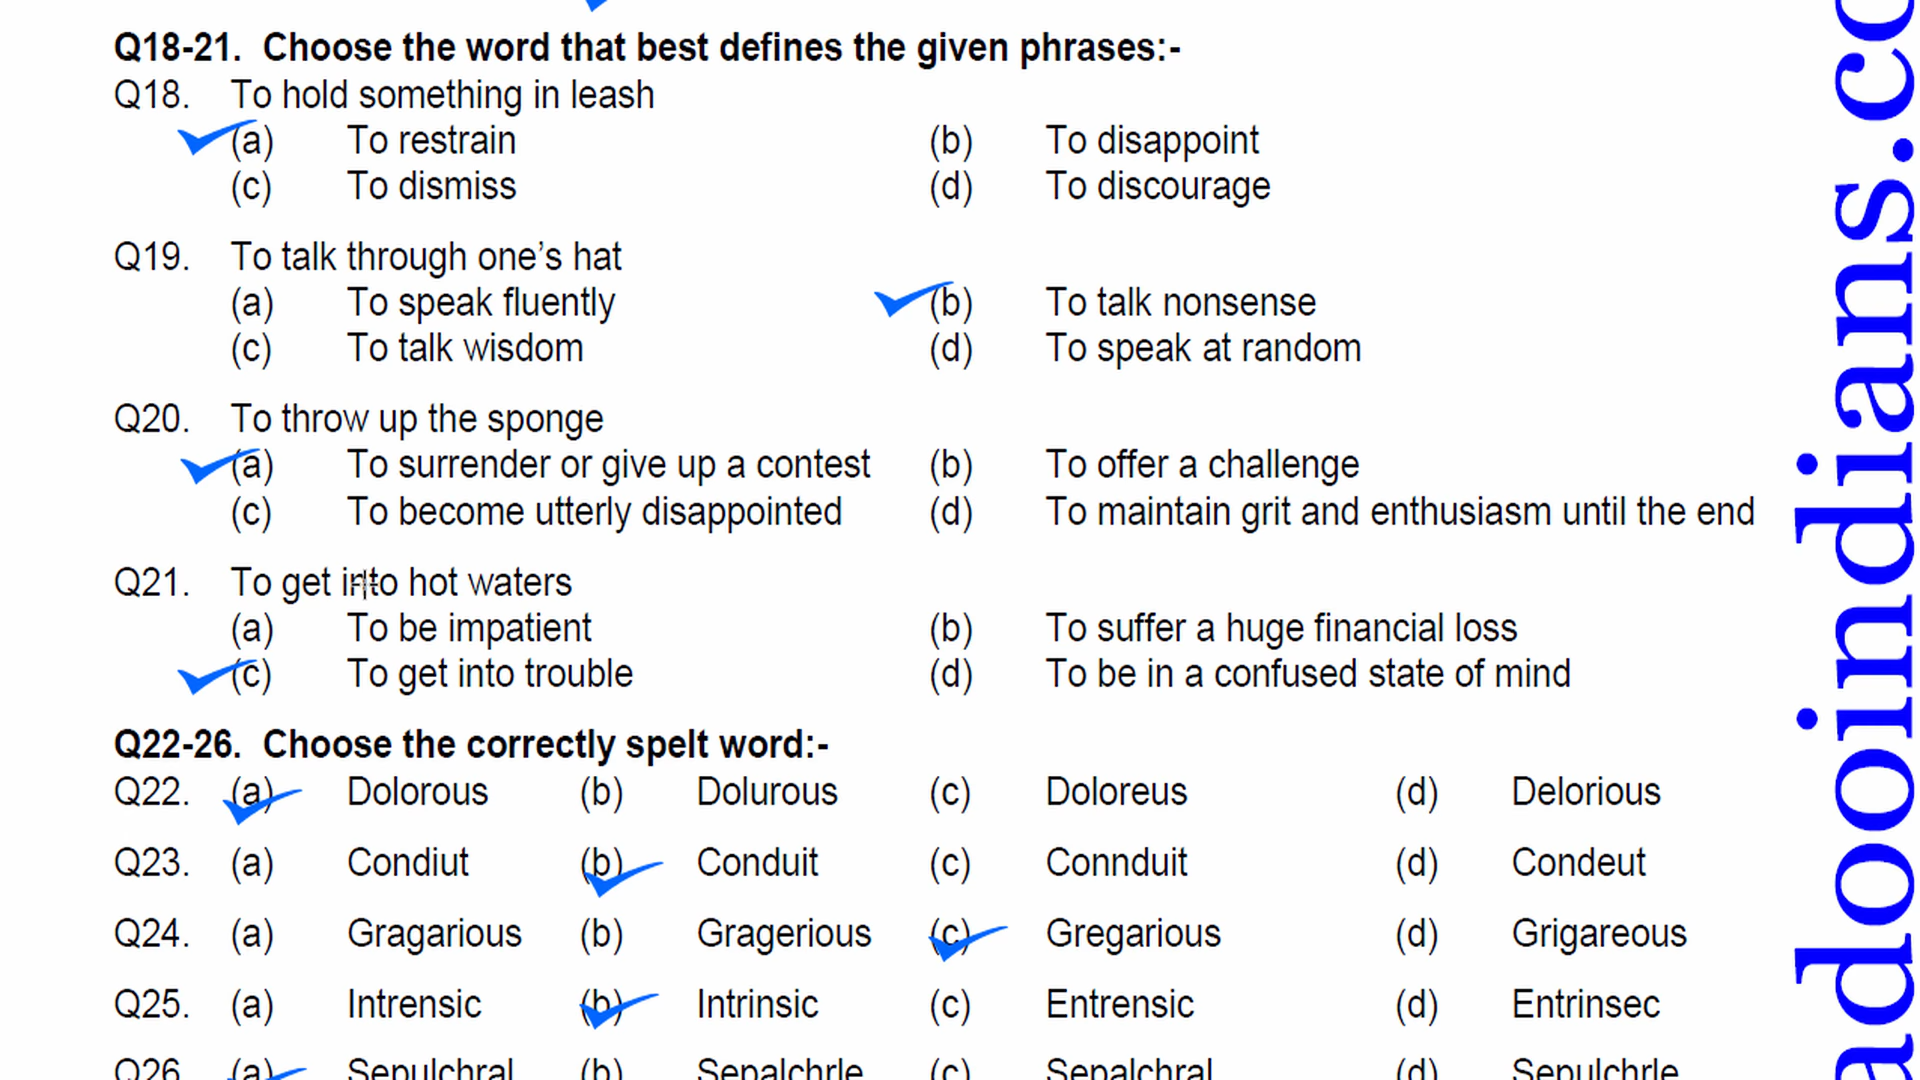 Q18-21. Choose the word that best defines the given phrases:-
Q18. To hold something in leash
(a) To restrain (b) To disappoint
(c) To dismiss (d) To discourage
Q19. To talk through one’s hat
(a) To speak fluently (b) To talk nonsense
(c) To talk wisdom (d) To speak at random
Q20. To throw up the sponge
(a) To surrender or give up a contest (b) To offer a challenge
(c) To become utterly disappointed (d) To maintain grit and enthusiasm until the end
Q21. To get into hot waters
(a) To be impatient (b) To suffer a huge financial loss
(c) To get into trouble (d) To be in a confused state of mind
Q22-26. Choose the correctly spelt word:-
Q22. (a) Dolorous (b) Dolurous (c) Doloreus (d) Delorious
Q23. (a) Condiut (b) Conduit (c) Connduit (d) Condeut
Q24. (a) Gragarious (b) Gragerious (c) Gregarious (d) Grigareous
Q25. (a) Intrensic (b) Intrinsic (c) Entrensic (d) Entrinsec
Q26. (a) Sepulchral (b) Sepalchrle (c) Sepalchral (d) Sepulchrle
adooindians.co